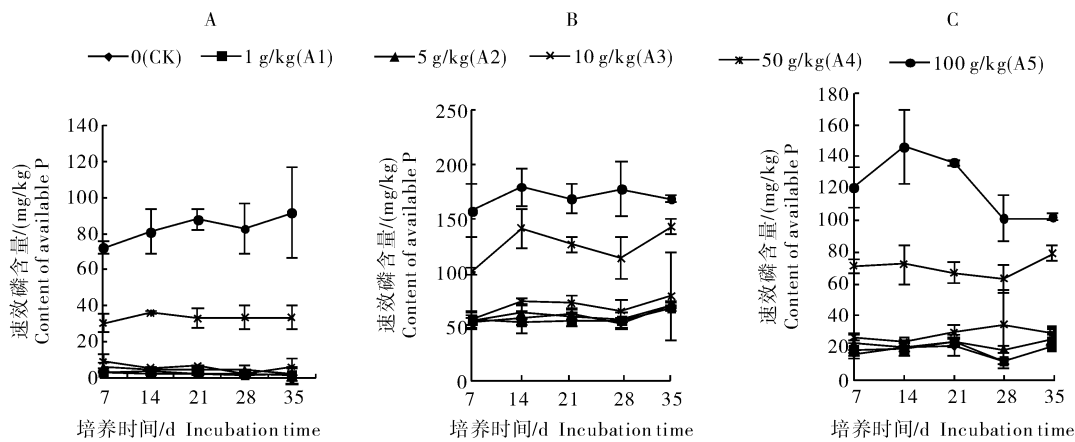 A B C
0(CK) 1 g/kg(A1) 5 g/kg(A2) 10 g/kg(A3) 50 g/kg(A4) 100 g/kg(A5)
速效磷含量/(mg/kg)
Content of available P
140
120
100
80
60
40
20
0
7 14 21 28 35
培养时间/d Incubation time
速效磷含量/(mg/kg)
Content of available P
250
200
150
100
50
0
7 14 21 28 35
培养时间/d Incubation time
速效磷含量/(mg/kg)
Content of available P
180
160
140
120
100
80
60
40
20
0
7 14 21 28 35
培养时间/d Incubation time